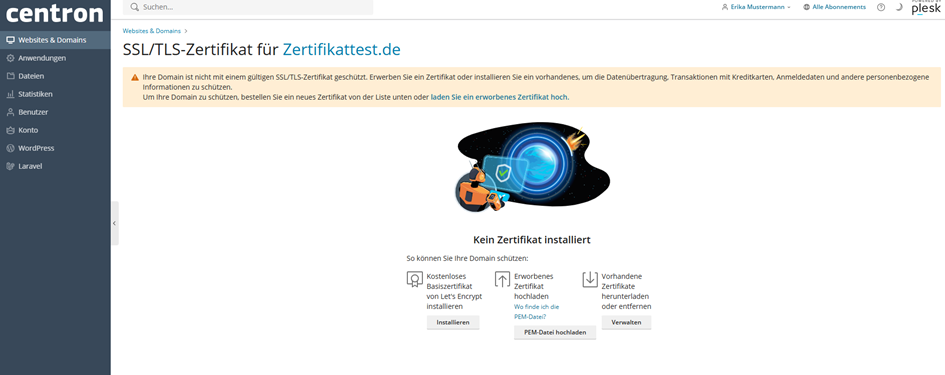 centron
Suchen...
Erika Mustermann
Alle Abonnements
POWERED BY
plesk
Websites & Domains
Anwendungen
Dateien
Statistiken
Benutzer
Konto
WordPress
Laravel
Websites & Domains
SSL/TLS-Zertifikat für Zertifikattest.de
Ihre Domain ist nicht mit einem gültigen SSL/TLS-Zertifikat geschützt. Erwerben Sie ein Zertifikat oder installieren Sie ein vorhandenes, um die Datenübertragung, Transaktionen mit Kreditkarten, Anmeldedaten und andere personenbezogene
Informationen zu schützen.
Um Ihre Domain zu schützen, bestellen Sie ein neues Zertifikat von der Liste unten oder laden Sie ein erworbenes Zertifikat hoch.
Kein Zertifikat installiert
So können Sie Ihre Domain schützen:
Kostenloses
Basiszertifikat
von Let's Encrypt
installieren
Installieren
Erworbenes
Zertifikat
hochladen
Wo finde ich die
PEM-Datei?
PEM-Datei hochladen
Vorhandene
Zertifikate
herunterladen
oder entfernen
Verwalten